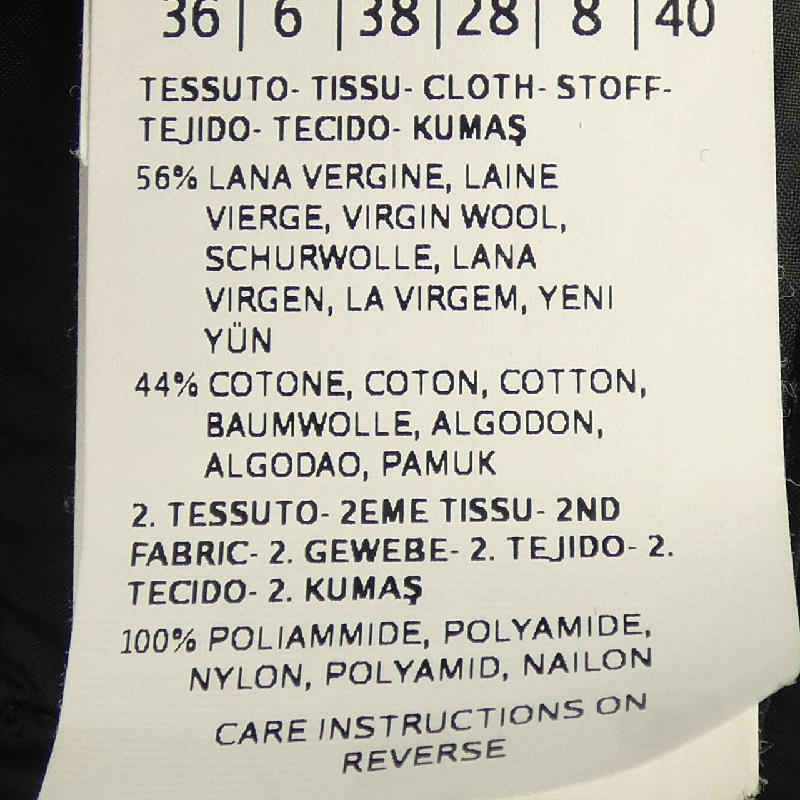 36 | 6 | 38 | 28 | 8 | 40
TESSUTO- TISSU- CLOTH- STOFF-
TEJIDO- TECIDO- KUMAŞ
56% LANA VERGINE, LAINE
VIERGE, VIRGIN WOOL,
SCHURWOLLE, LANA
VIRGEN, LA VIRGEM, YENI
YÜN
44% COTONE, COTON, COTTON,
BAUMWOLLE, ALGODON,
ALGODAO, PAMUK
2. TESSUTO- 2EME TISSU- 2ND
FABRIC- 2. GEWEBE- 2. TEJIDO- 2.
TECIDO- 2. KUMAŞ
100% POLIAMMIDE, POLYAMIDE,
NYLON, POLYAMID, NAILON
CARE INSTRUCTIONS ON
REVERSE